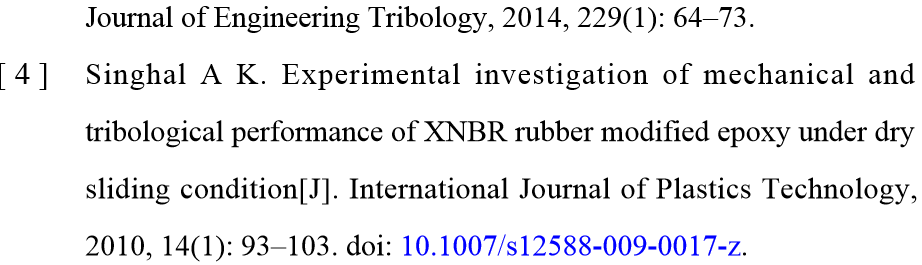 Journal of Engineering Tribology, 2014, 229(1): 64–73.
[ 4 ] Singhal A K. Experimental investigation of mechanical and
tribological performance of XNBR rubber modified epoxy under dry
sliding condition[J]. International Journal of Plastics Technology,
2010, 14(1): 93–103. doi: 10.1007/s12588-009-0017-z.